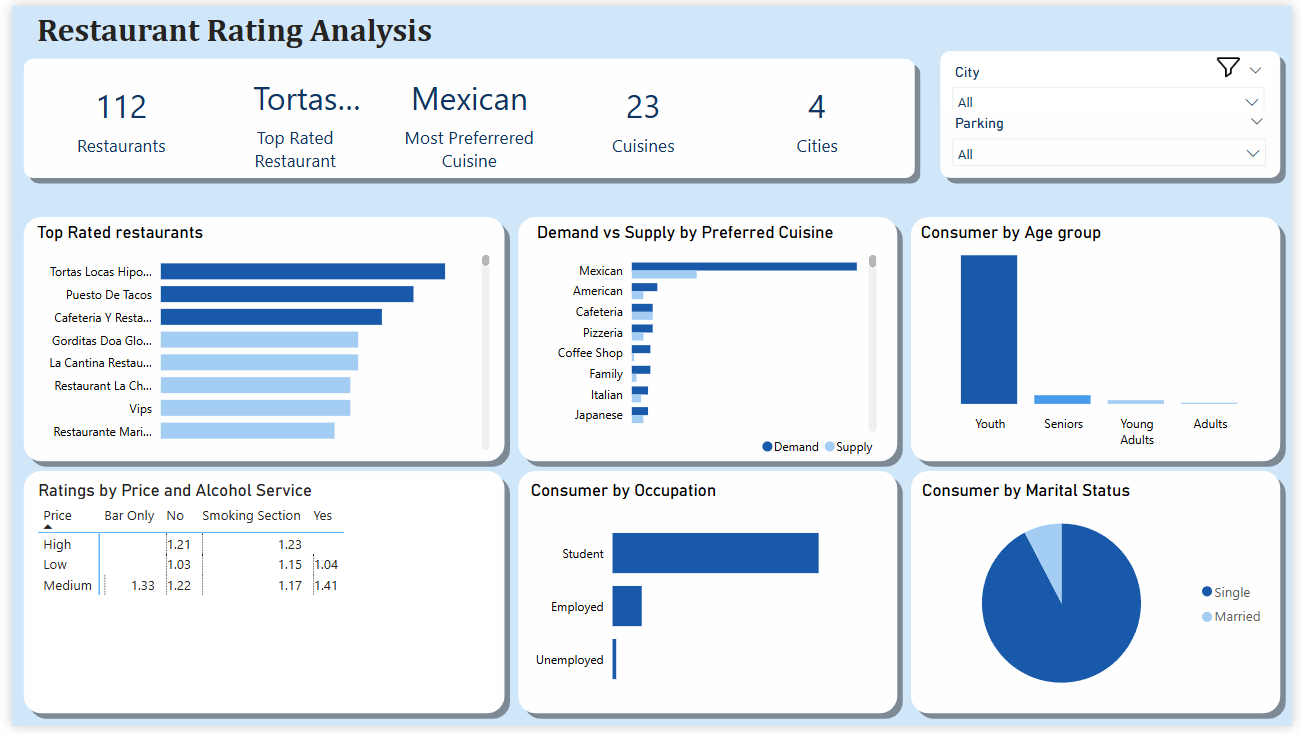 Restaurant Rating Analysis
112
Restaurants
Tortas...
Top Rated
Restaurant
Mexican
Most Preferrered
Cuisine
23
Cuisines
4
Cities
City
All
Parking
All
Top Rated restaurants
Tortas Locas Hipo...
Puesto De Tacos
Cafeteria Y Resta...
Gorditas Doa Glo...
La Cantina Restau...
Restaurant La Ch...
Vips
Restaurante Mari...
Demand vs Supply by Preferred Cuisine
Mexican
American
Cafeteria
Pizzeria
Coffee Shop
Family
Italian
Japanese
Demand Supply
Consumer by Age group
Youth
Seniors
Young
Adults
Adults
Ratings by Price and Alcohol Service
Price Bar Only No Smoking Section Yes
High 1.21 1.23
Low 1.03 1.15 1.04
Medium 1.33 1.22 1.17 1.41
Consumer by Occupation
Student
Employed
Unemployed
Consumer by Marital Status
Single
Married